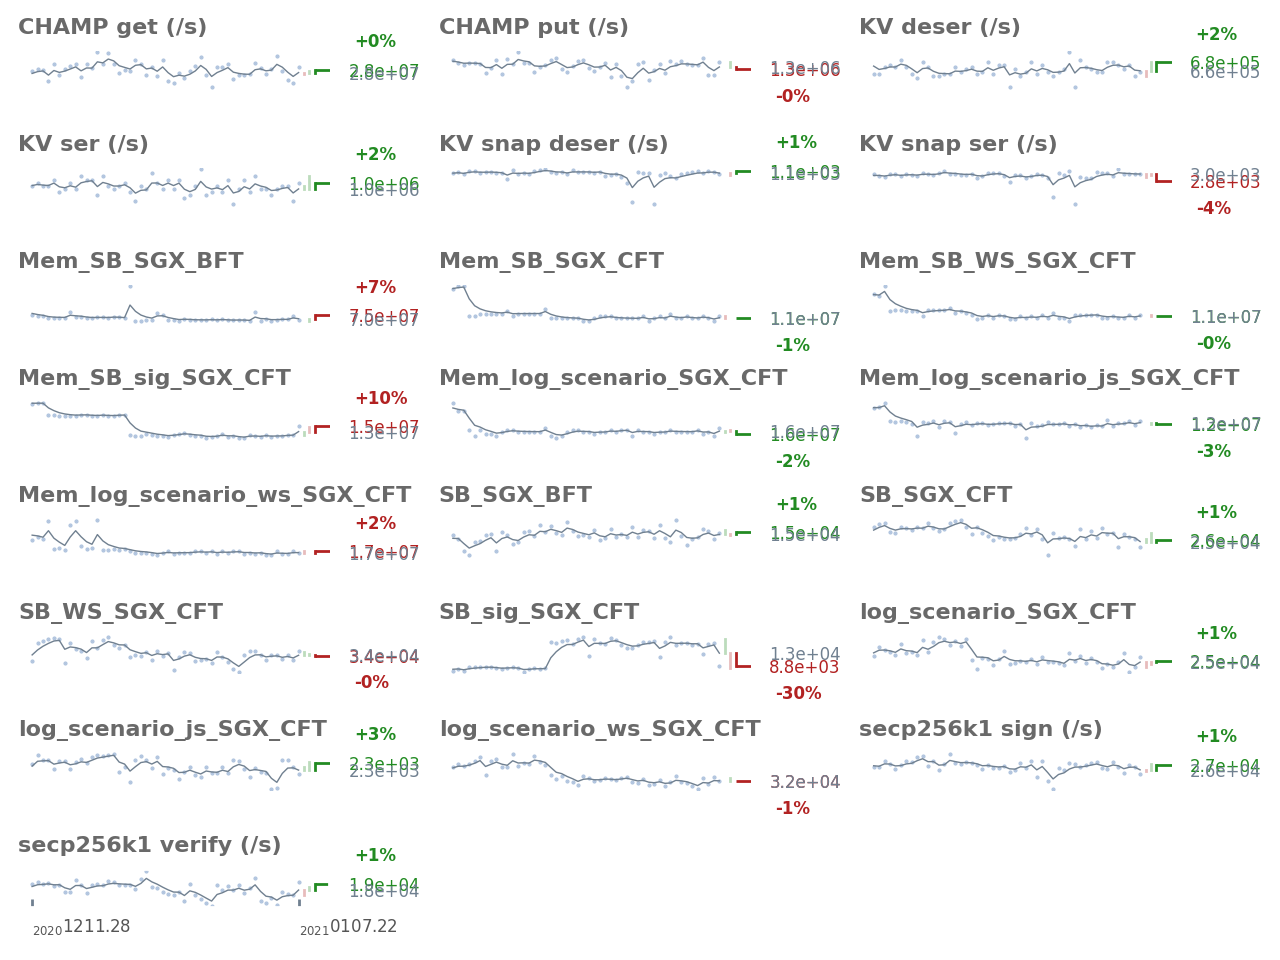 CHAMP get (/s)
+0%
2.8e+07
2.8e+07
CHAMP put (/s)
1.3e+06
1.3e+06
-0%
KV deser (/s)
+2%
6.8e+05
6.6e+05
KV ser (/s)
+2%
1.0e+06
1.0e+06
KV snap deser (/s)
+1%
1.1e+03
1.1e+03
KV snap ser (/s)
3.0e+03
2.8e+03
-4%
Mem_SB_SGX_BFT
+7%
7.5e+07
7.0e+07
Mem_SB_SGX_CFT
1.1e+07
-1%
Mem_SB_WS_SGX_CFT
1.1e+07
-0%
Mem_SB_sig_SGX_CFT
+10%
1.5e+07
1.3e+07
Mem_log_scenario_SGX_CFT
1.6e+07
1.6e+07
-2%
Mem_log_scenario_js_SGX_CFT
1.2e+07
1.2e+07
-3%
Mem_log_scenario_ws_SGX_CFT
+2%
1.7e+07
1.7e+07
SB_SGX_BFT
+1%
1.5e+04
1.5e+04
SB_SGX_CFT
+1%
2.6e+04
2.5e+04
SB_WS_SGX_CFT
3.4e+04
3.4e+04
-0%
SB_sig_SGX_CFT
1.3e+04
8.8e+03
-30%
log_scenario_SGX_CFT
+1%
2.5e+04
log_scenario_js_SGX_CFT
+3%
2.3e+03
2.3e+03
log_scenario_ws_SGX_CFT
3.2e+04
-1%
secp256k1 sign (/s)
+1%
2.7e+04
2.6e+04
secp256k1 verify (/s)
+1%
1.9e+04
1.8e+04
20201211.28
20210107.22